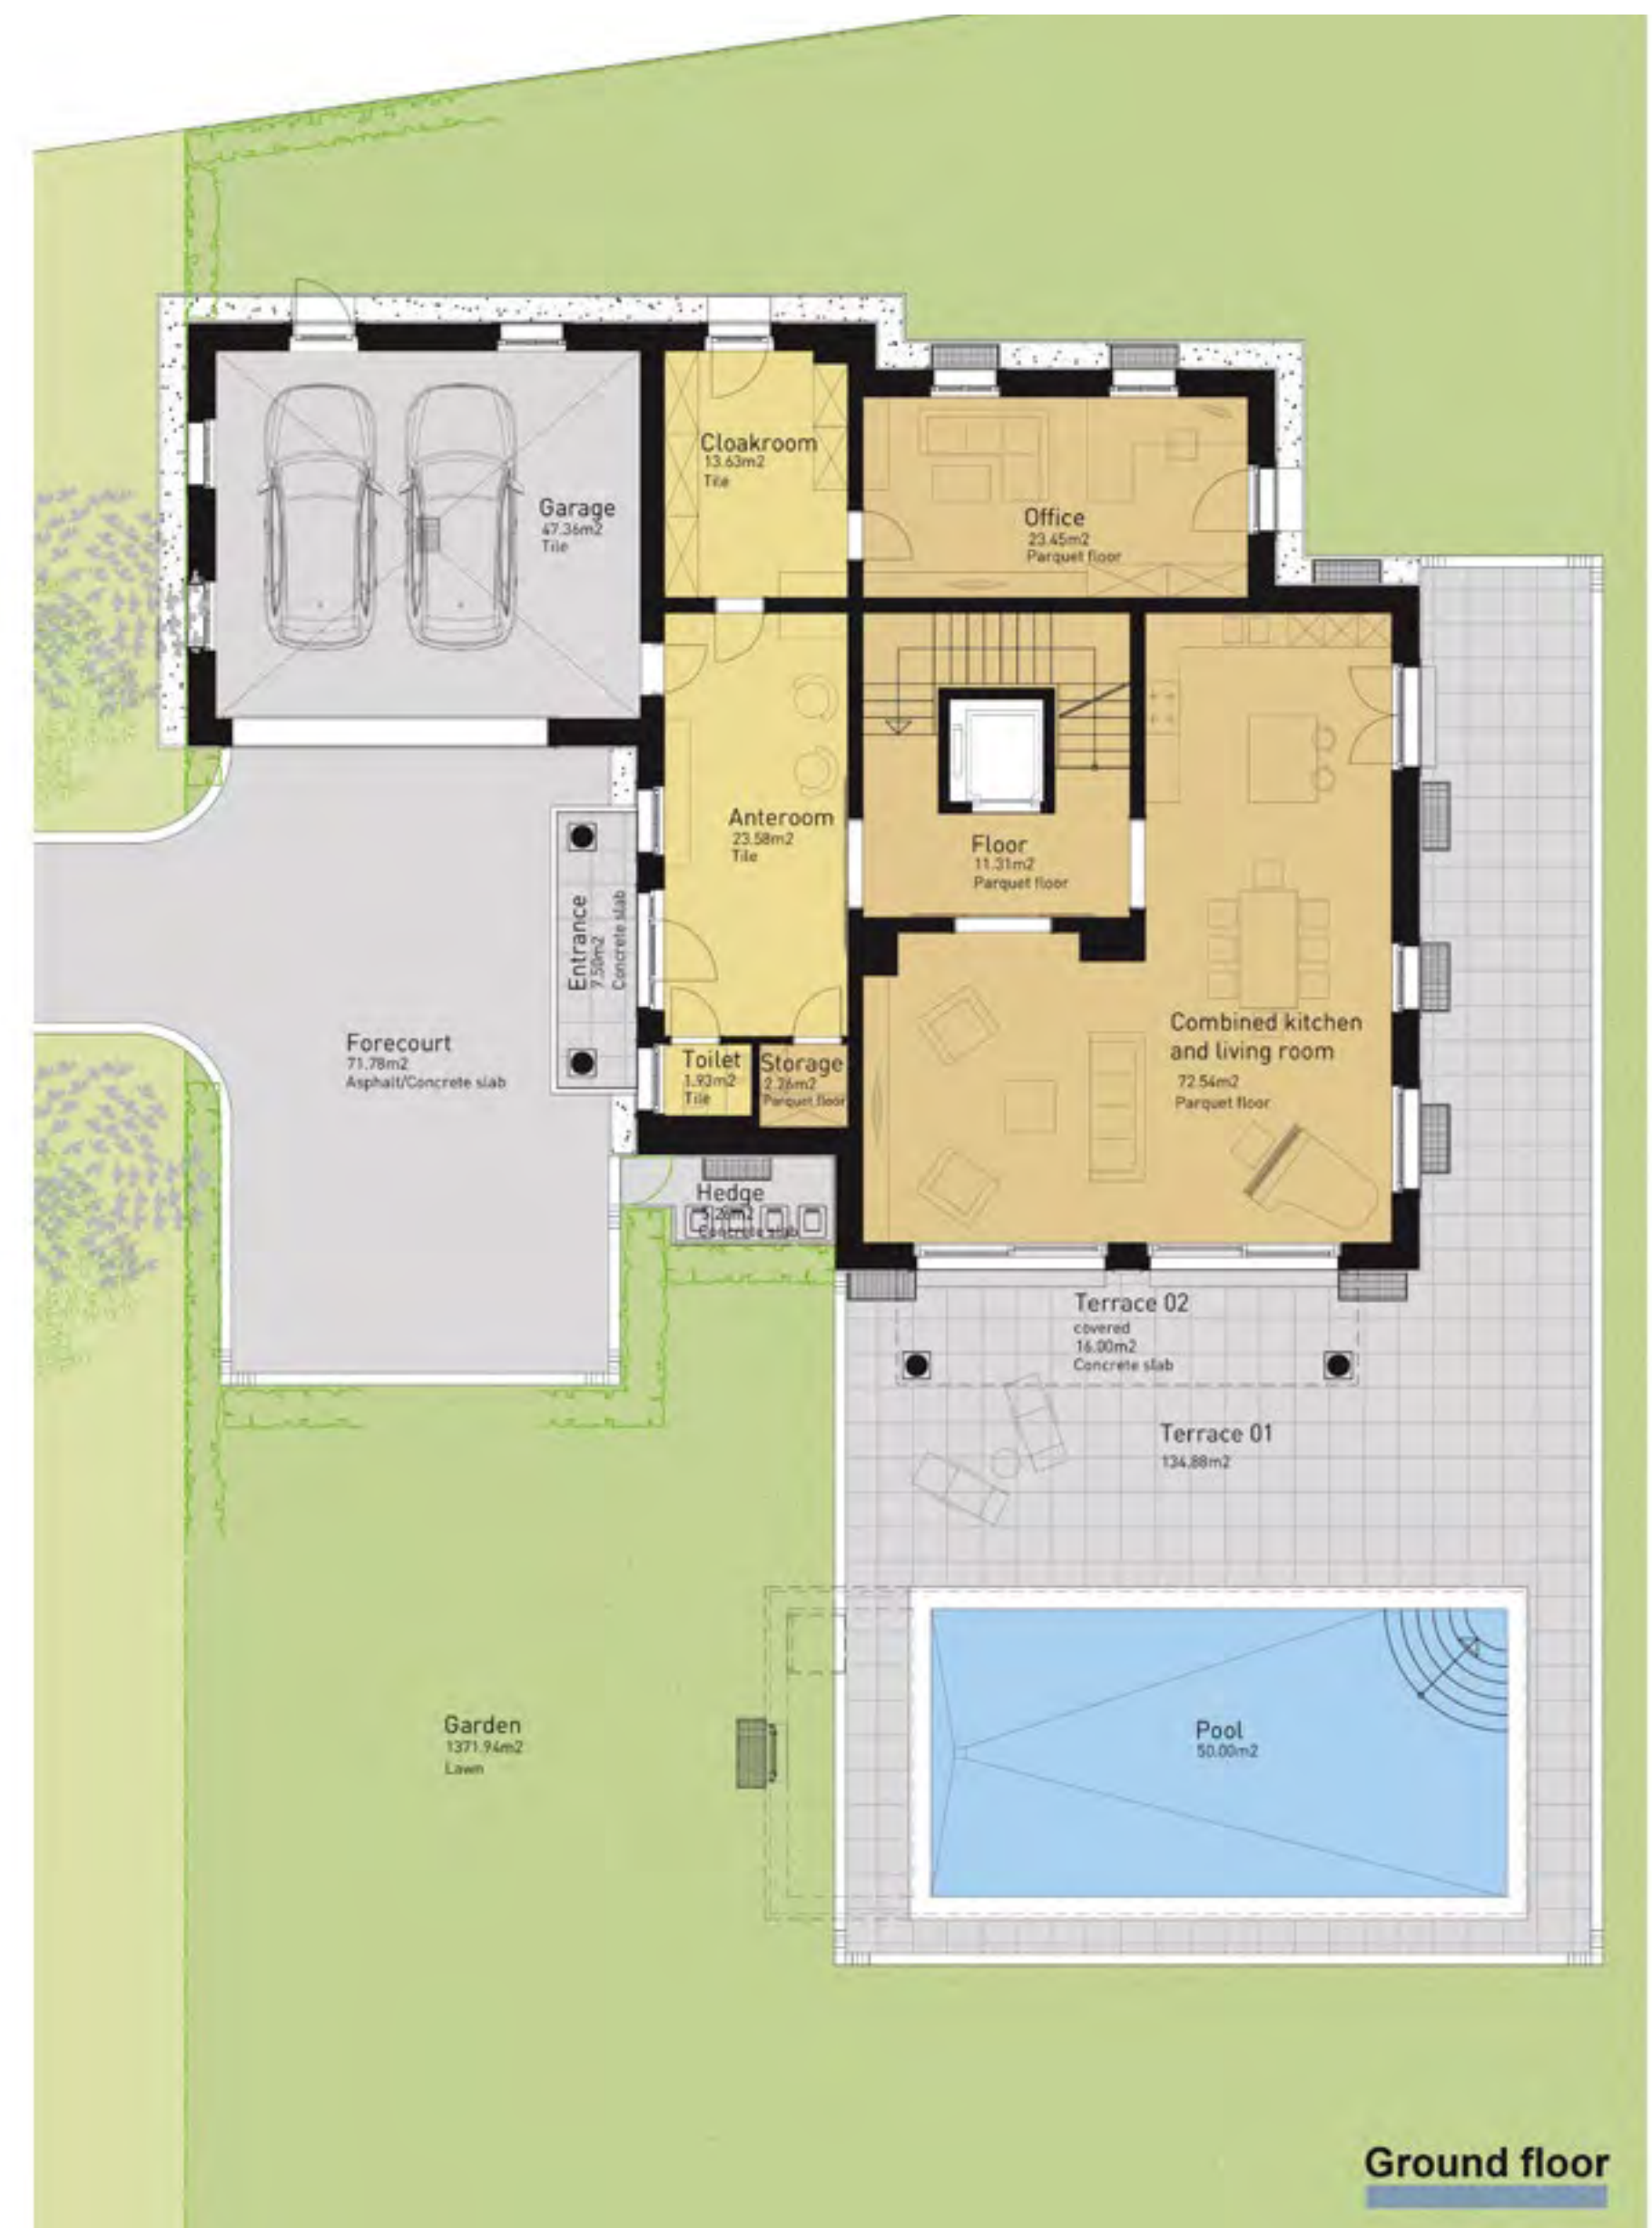 Cloakroom
13.63m2
Tile
Garage
47.36m2
Tile
Office
23.45m2
Parquet floor
Anteroom
23.58m2
Tile
Floor
11.31m2
Parquet floor
Entrance
7.50m2
Concrete slab
Forecourt
71.78m2
Asphalt/Concrete slab
Toilet
1.93m2
Tile
Storage
2.26m2
Parquet floor
Combined kitchen
and living room
72.54m2
Parquet floor
Hedge
Concrete slab
Terrace 02
covered
16.00m2
Concrete slab
Terrace 01
134.88m2
Garden
1371.94m2
Lawn
Pool
50.00m2
Ground floor